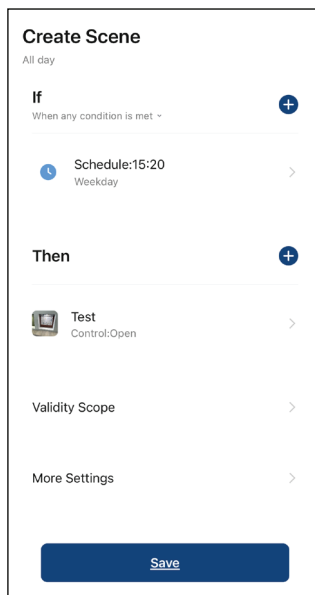 Create Scene
All day
If
When any condition is met
Schedule:15:20
Weekday
Then
Test
Control:Open
Validity Scope
More Settings
Save